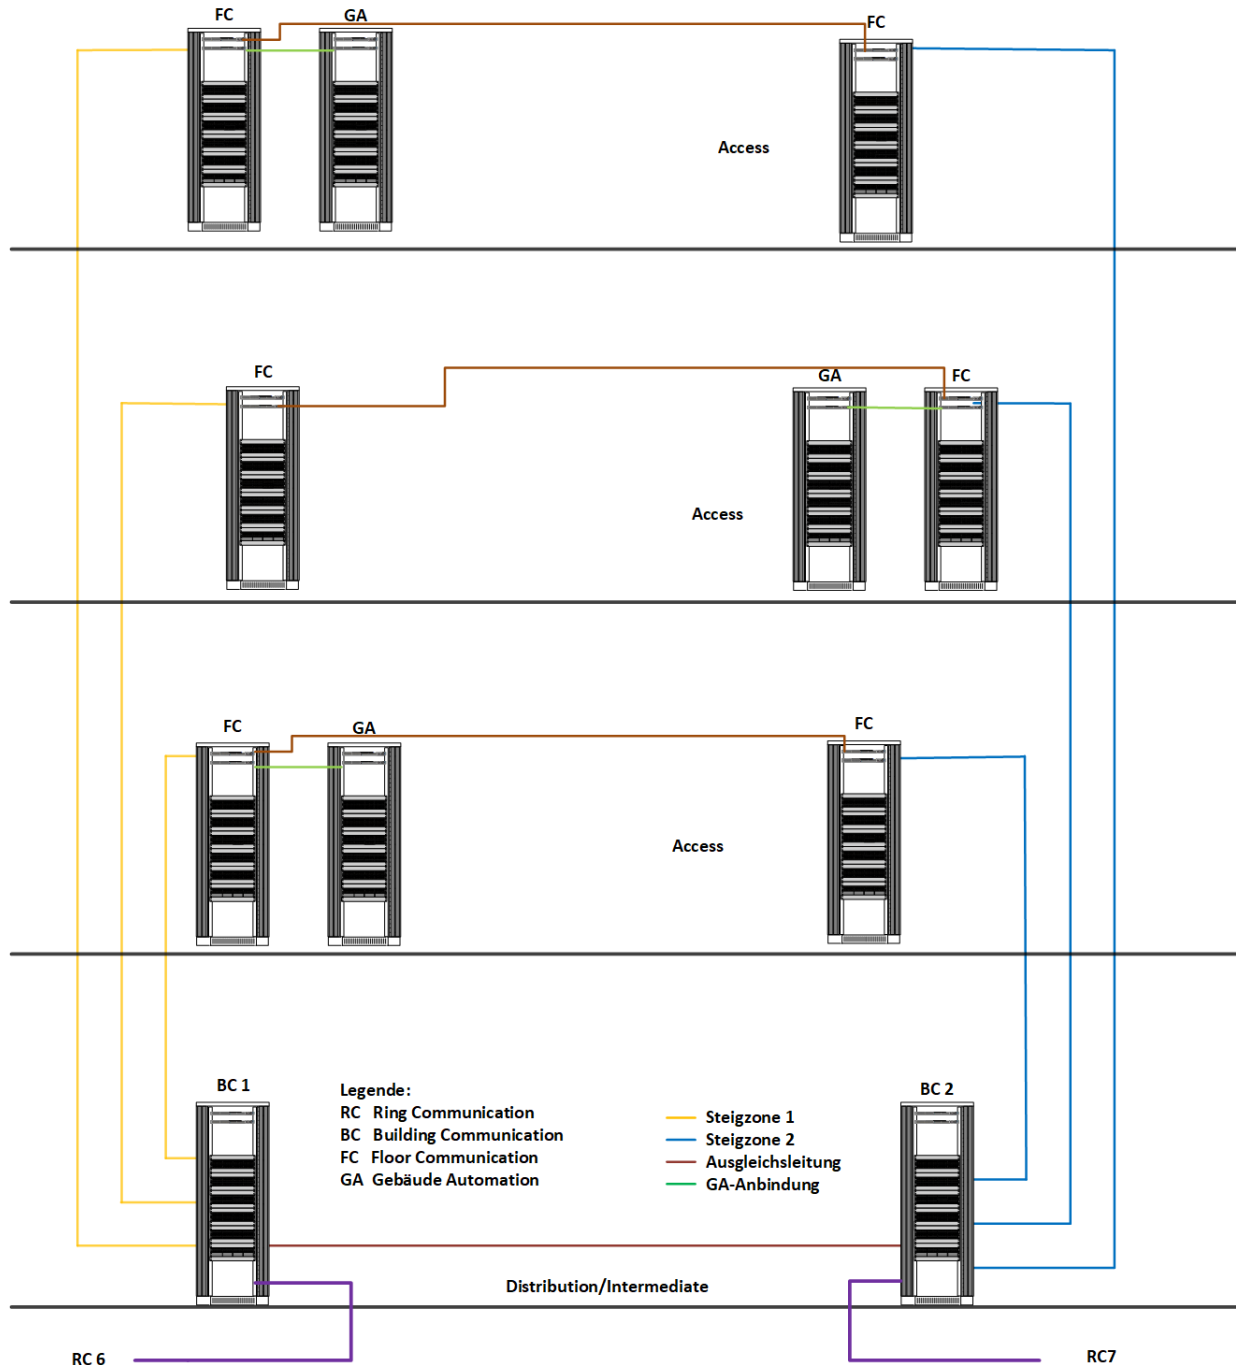 FC
GA
FC
Access
FC
GA
FC
Access
FC
GA
FC
Access
BC 1
BC 2
Legende:
RC Ring Communication
BC Building Communication
FC Floor Communication
GA Gebäude Automation
Steigzone 1
Steigzone 2
Ausgleichsleitung
GA-Anbindung
Distribution/Intermediate
RC 6
RC7